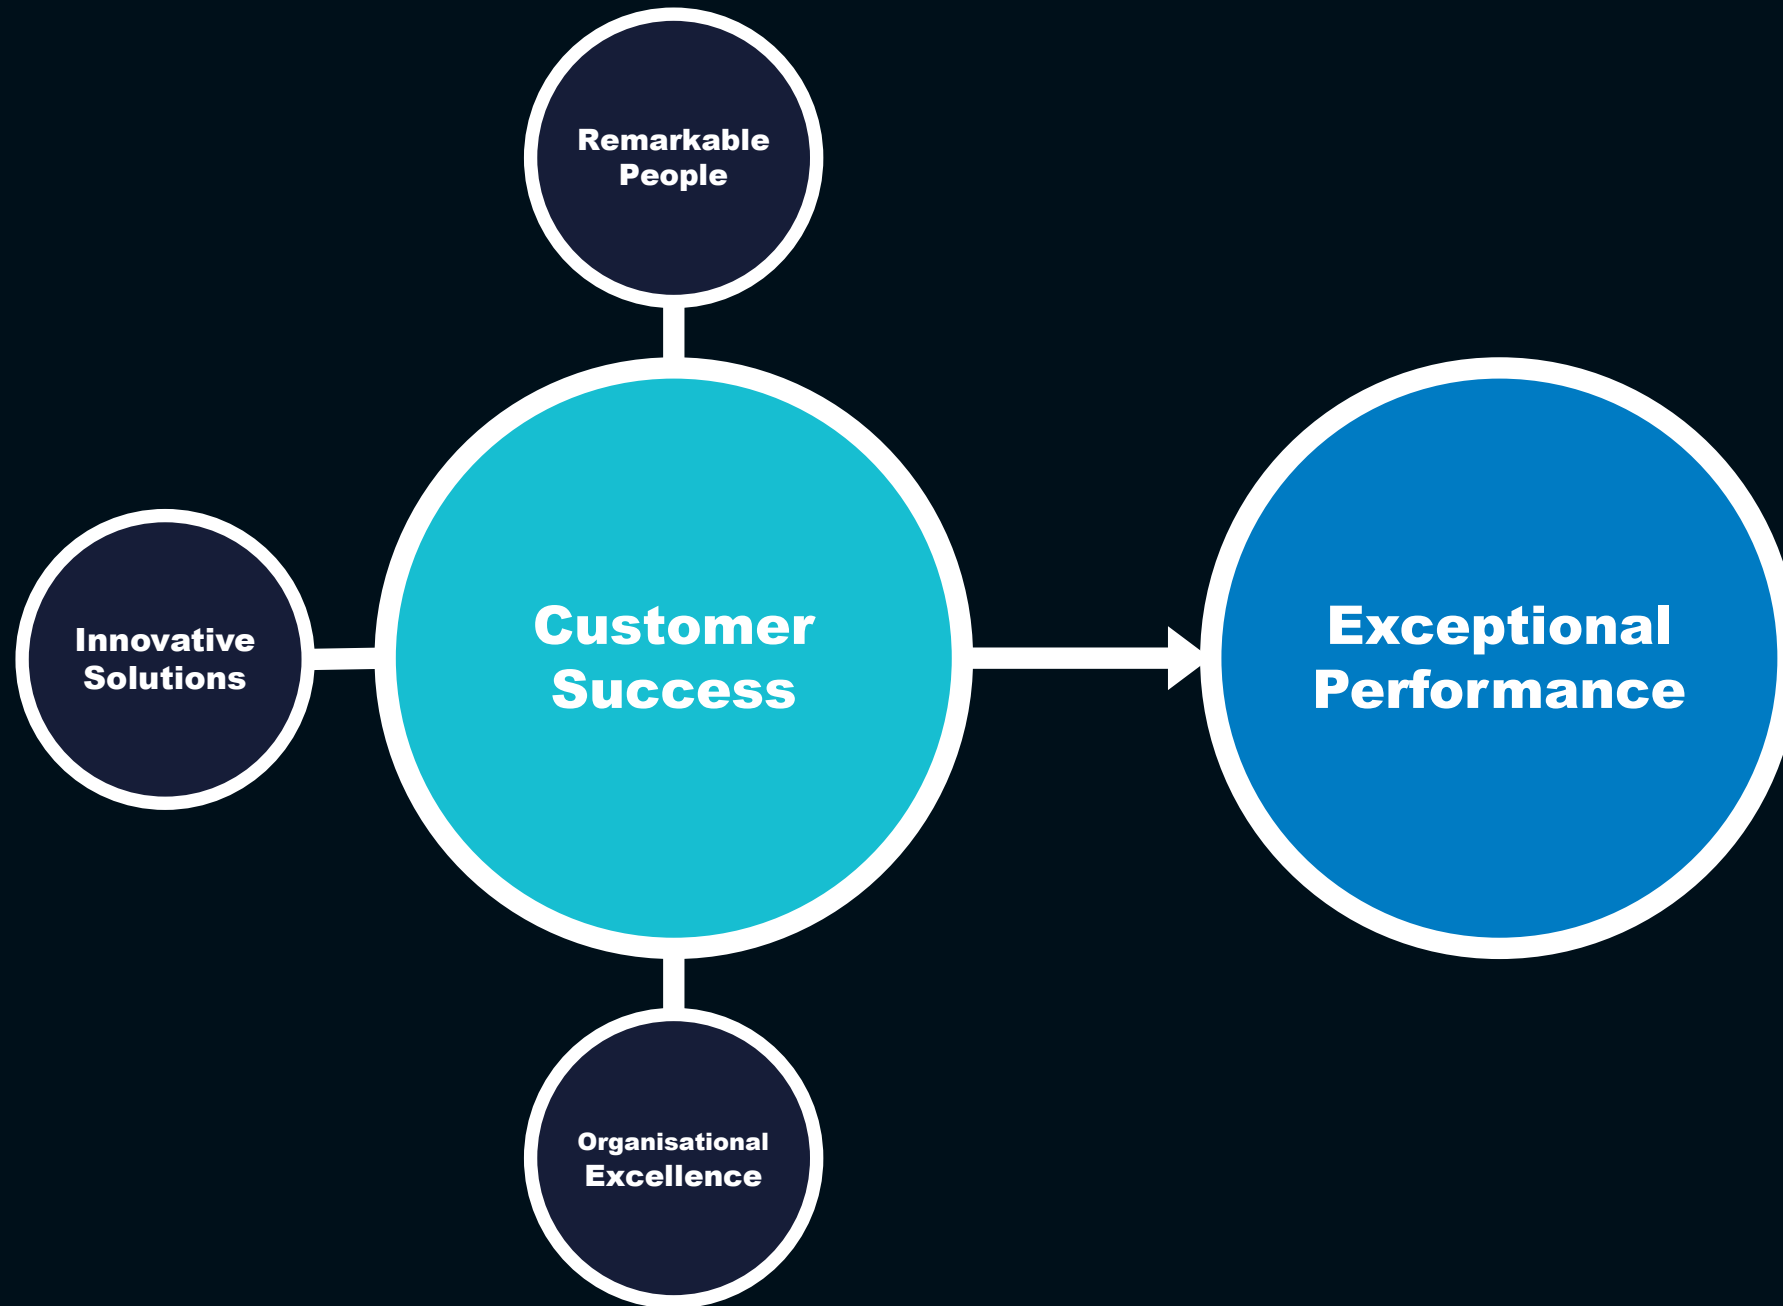 Remarkable
People
Innovative
Solutions
Customer
Success
Exceptional
Performance
Organisational
Excellence